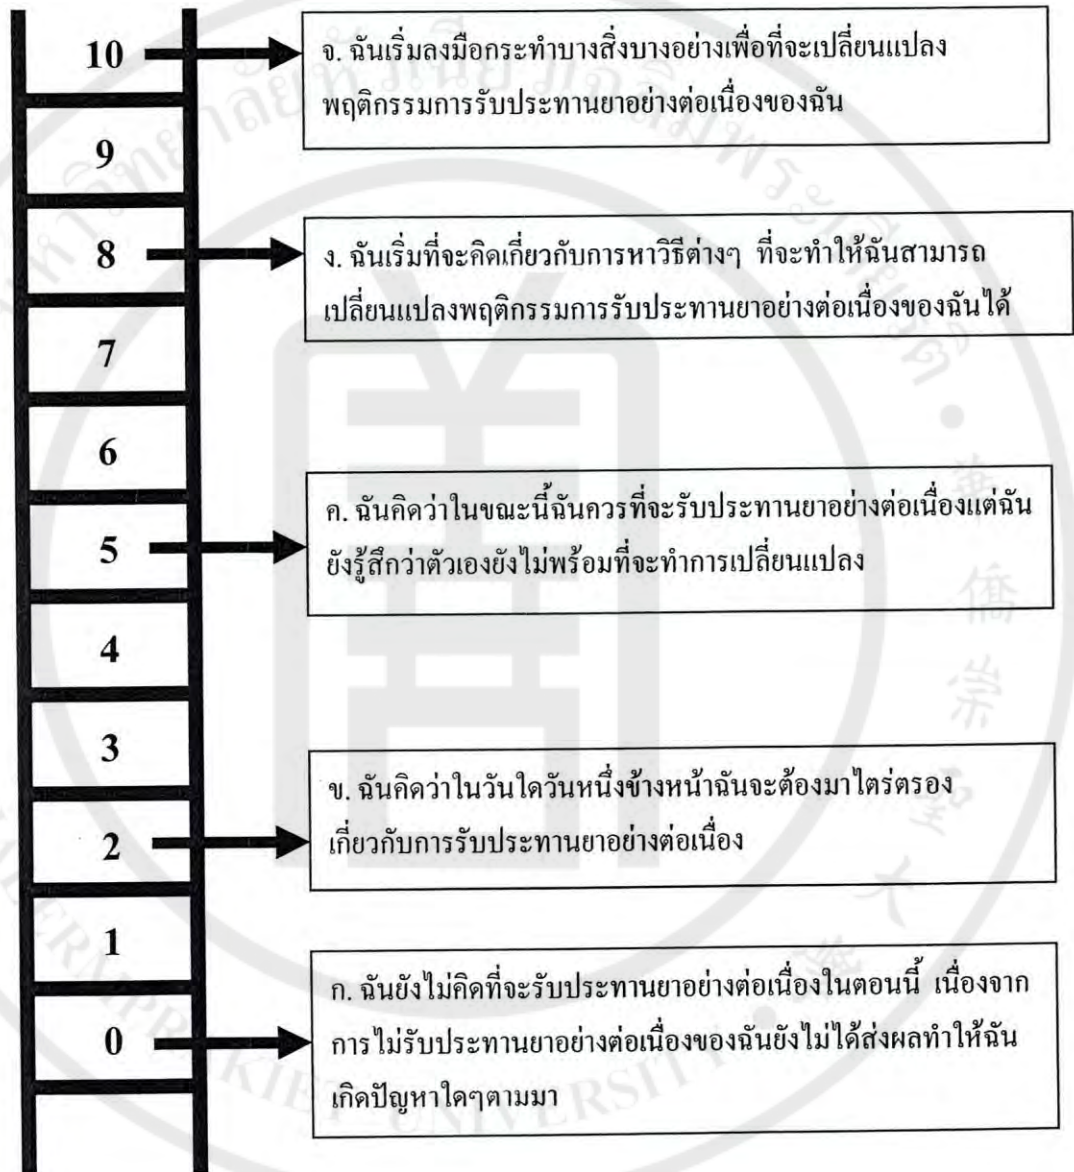 10
จ. ฉันเริ่มลงมือกระทำบางสิ่งบางอย่างเพื่อที่จะเปลี่ยนแปลง
พฤติกรรมการรับประทานยาอย่างต่อเนื่องของฉัน
9
8
ง. ฉันเริ่มที่จะคิดเกี่ยวกับการหาวิธีต่างๆ ที่จะทำให้ฉันสามารถ
เปลี่ยนแปลงพฤติกรรมการรับประทานยาอย่างต่อเนื่องของฉันได้
7
6
5
ค. ฉันคิดว่าในขณะนี้ฉันควรที่จะรับประทานยาอย่างต่อเนื่องแต่ฉัน
ยังรู้สึกว่าตัวเองยังไม่พร้อมที่จะทำการเปลี่ยนแปลง
4
3
2
ข. ฉันคิดว่าในวันใดวันหนึ่งข้างหน้าฉันจะต้องมาไตร่ตรอง
เกี่ยวกับการรับประทานยาอย่างต่อเนื่อง
1
0
ก. ฉันยังไม่คิดที่จะรับประทานยาอย่างต่อเนื่องในตอนนี้ เนื่องจาก
การไม่รับประทานยาอย่างต่อเนื่องของฉันยังไม่ได้ส่งผลทำให้ฉัน
เกิดปัญหาใดๆตามมา
UNIVERSITY
僑
崇
聖
大